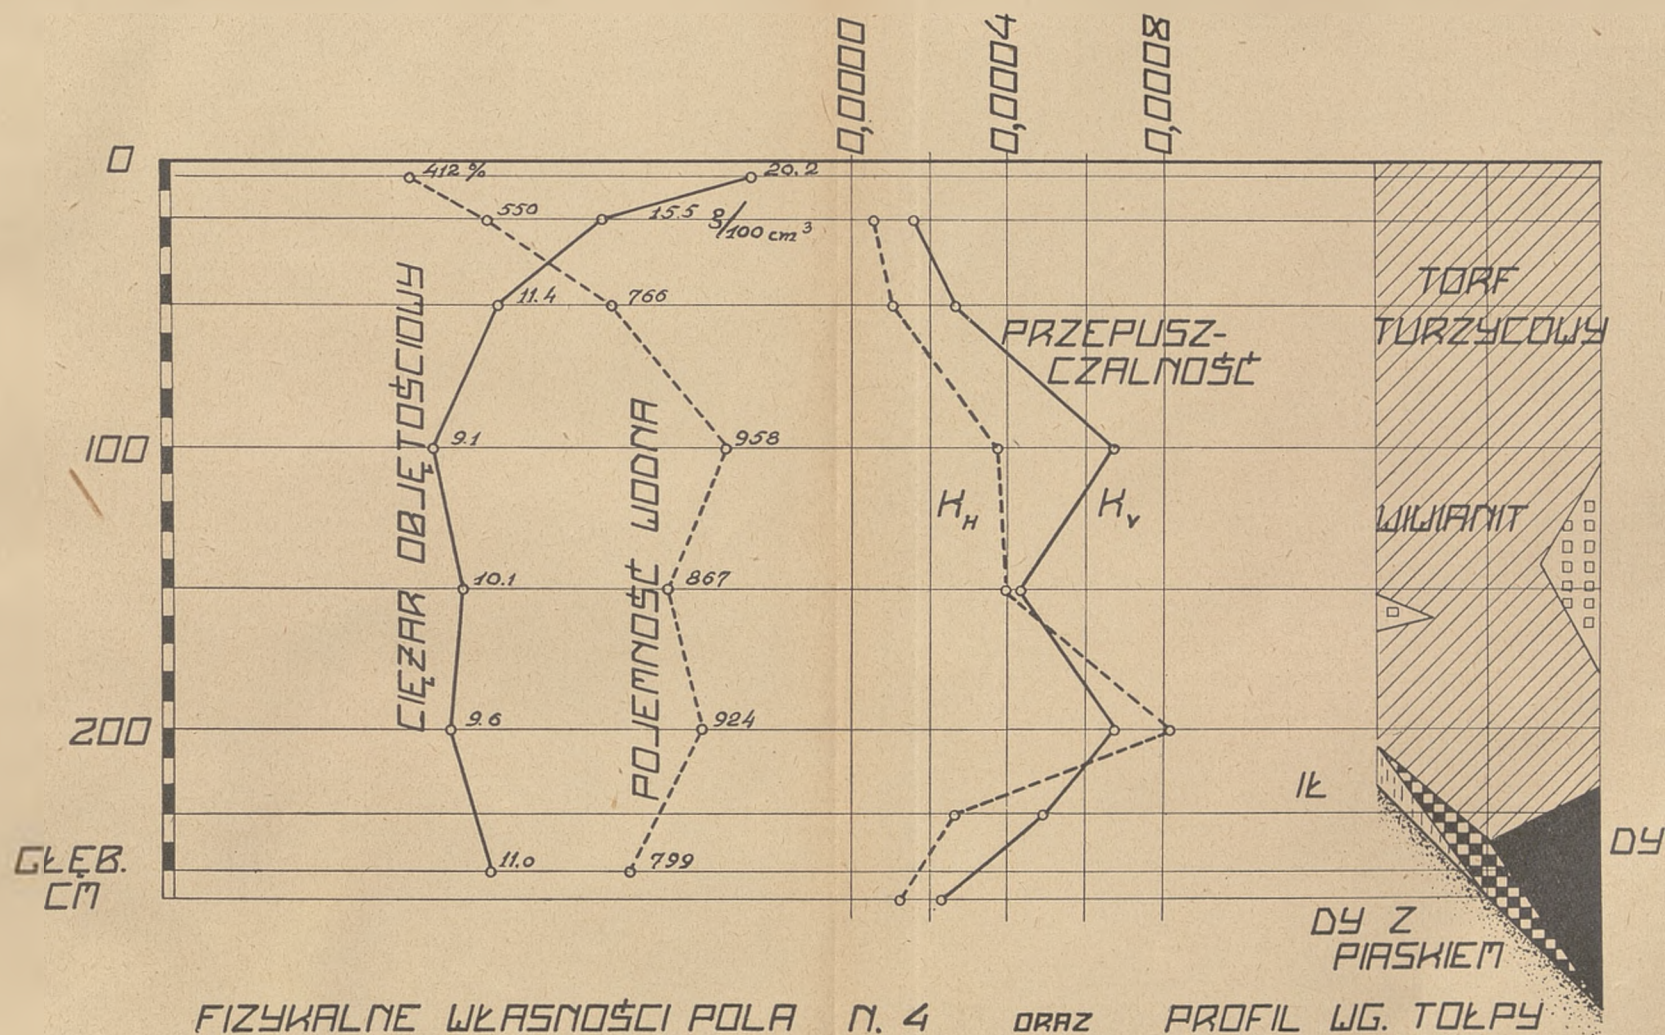 0,0000
0,0004
0,0008
0
412 %
20.2
550
15.5 g/100 cm³
11.4
766
TORF
TURZYCOWY
PRZEPUSZ-
CZALNOŚĆ
CIĘŻAR OBJĘTOŚCIOWY
POJEMNOŚĆ WODNA
100
9.1
958
K_H
K_V
WIWIANIT
10.1
867
200
9.6
924
IŁ
DY
GŁĘB.
CM
11.0
799
DY Z
PIASKIEM
FIZYKALNE WŁASNOŚCI POLA N. 4 ORAZ PROFIL WG. TOŁPY